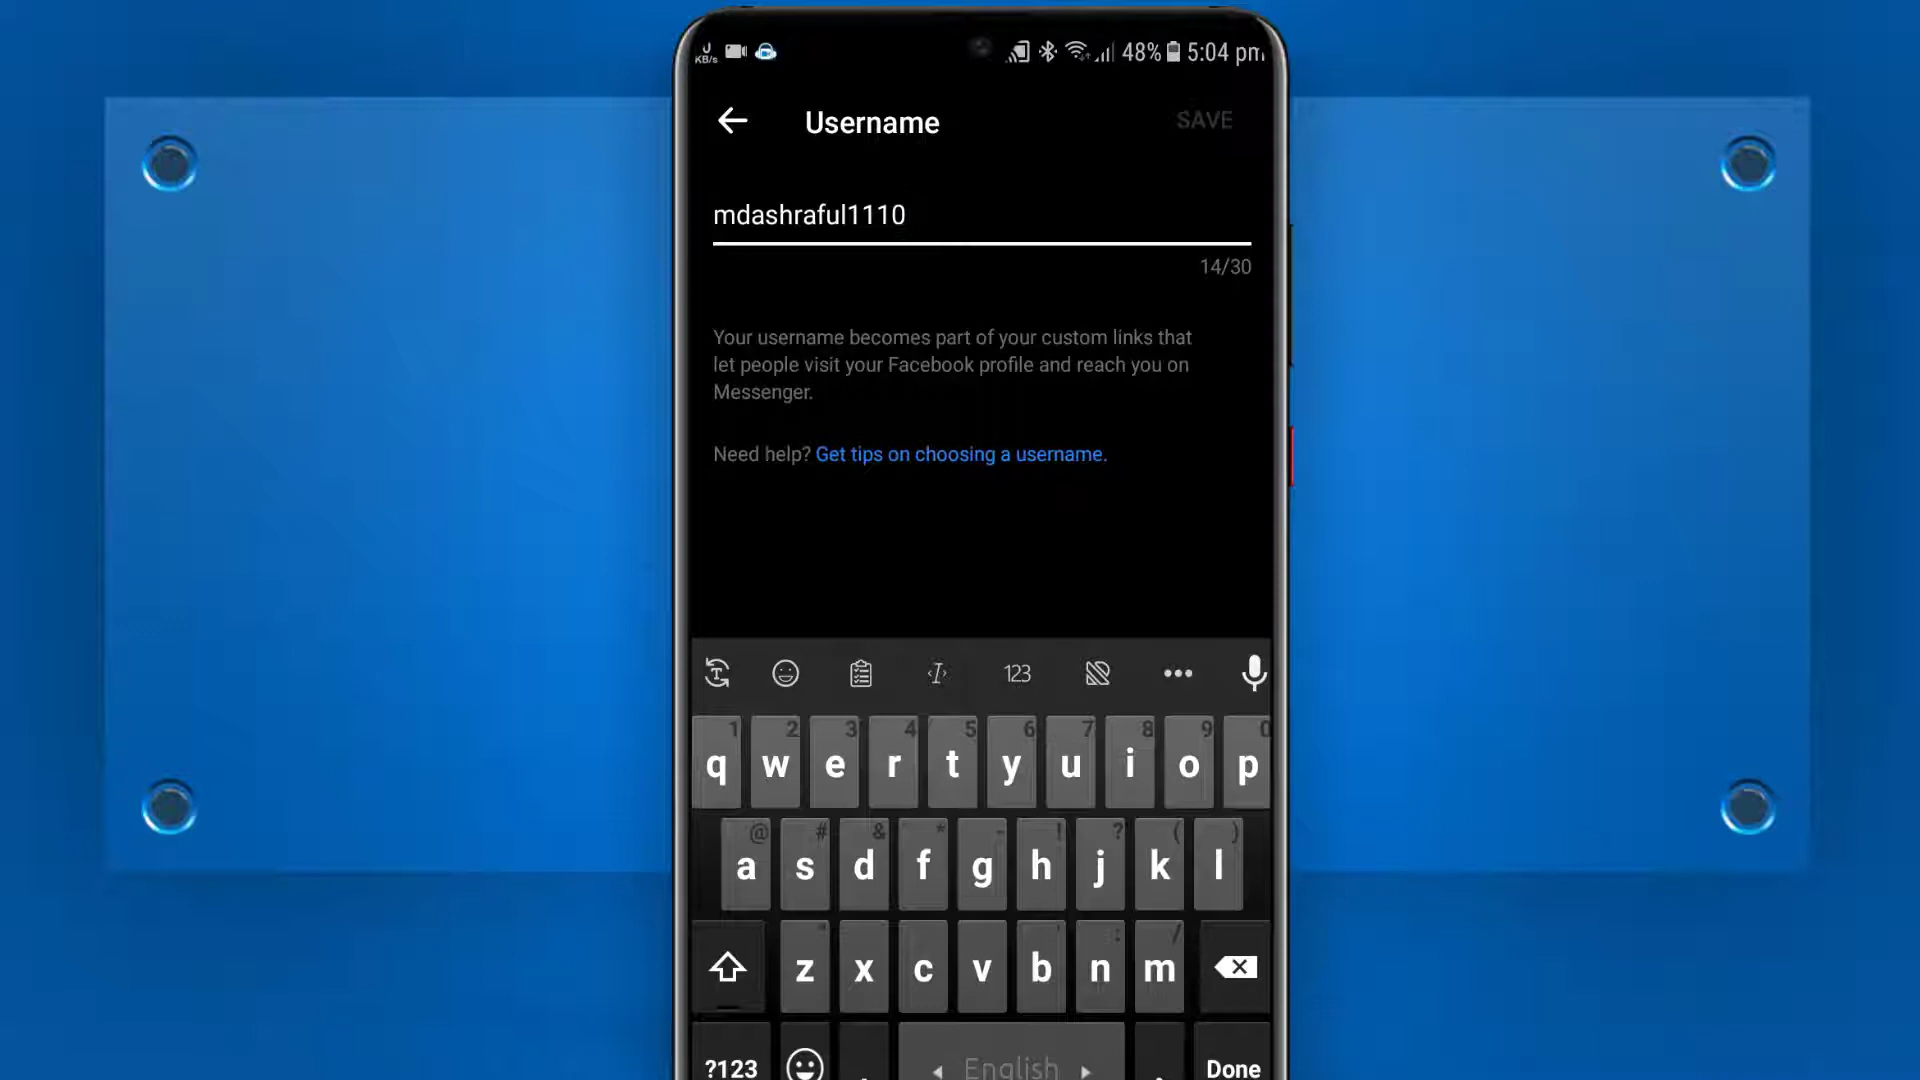 J
KB/s
48% 5:04 pm
Username
SAVE
mdashraful1110
14/30
Your username becomes part of your custom links that
let people visit your Facebook profile and reach you on
Messenger.
Need help? Get tips on choosing a username.
123
1 2 3 4 5 6 7 8 9 0
q w e r t y u i o p
@ # & * - ! ? ( )
a s d f g h j k l
z x c v b n m
?123 English Done